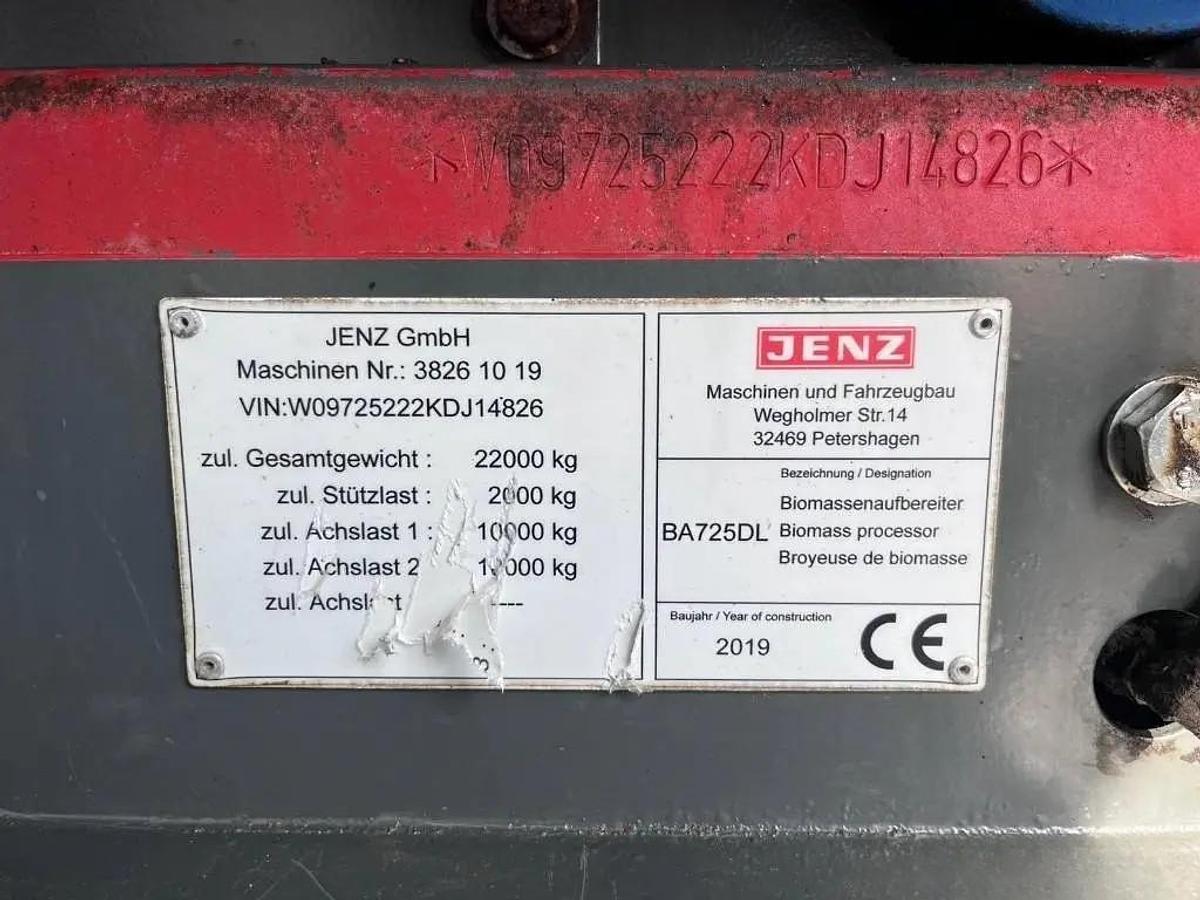 *W09725222KDJ14826*
JENZ GmbH
Maschinen Nr.: 3826 10 19
VIN:W09725222KDJ14826
zul. Gesamtgewicht : 22000 kg
zul. Stützlast : 2000 kg
zul. Achslast 1 : 10000 kg
zul. Achslast 2 kg
zul. Achslast ----
JENZ
Maschinen und Fahrzeugbau
Wegholmer Str.14
32469 Petershagen
Bezeichnung / Designation
BA725DL
Biomassenaufbereiter
Biomass processor
Broyeuse de biomasse
Baujahr / Year of construction
2019
CE